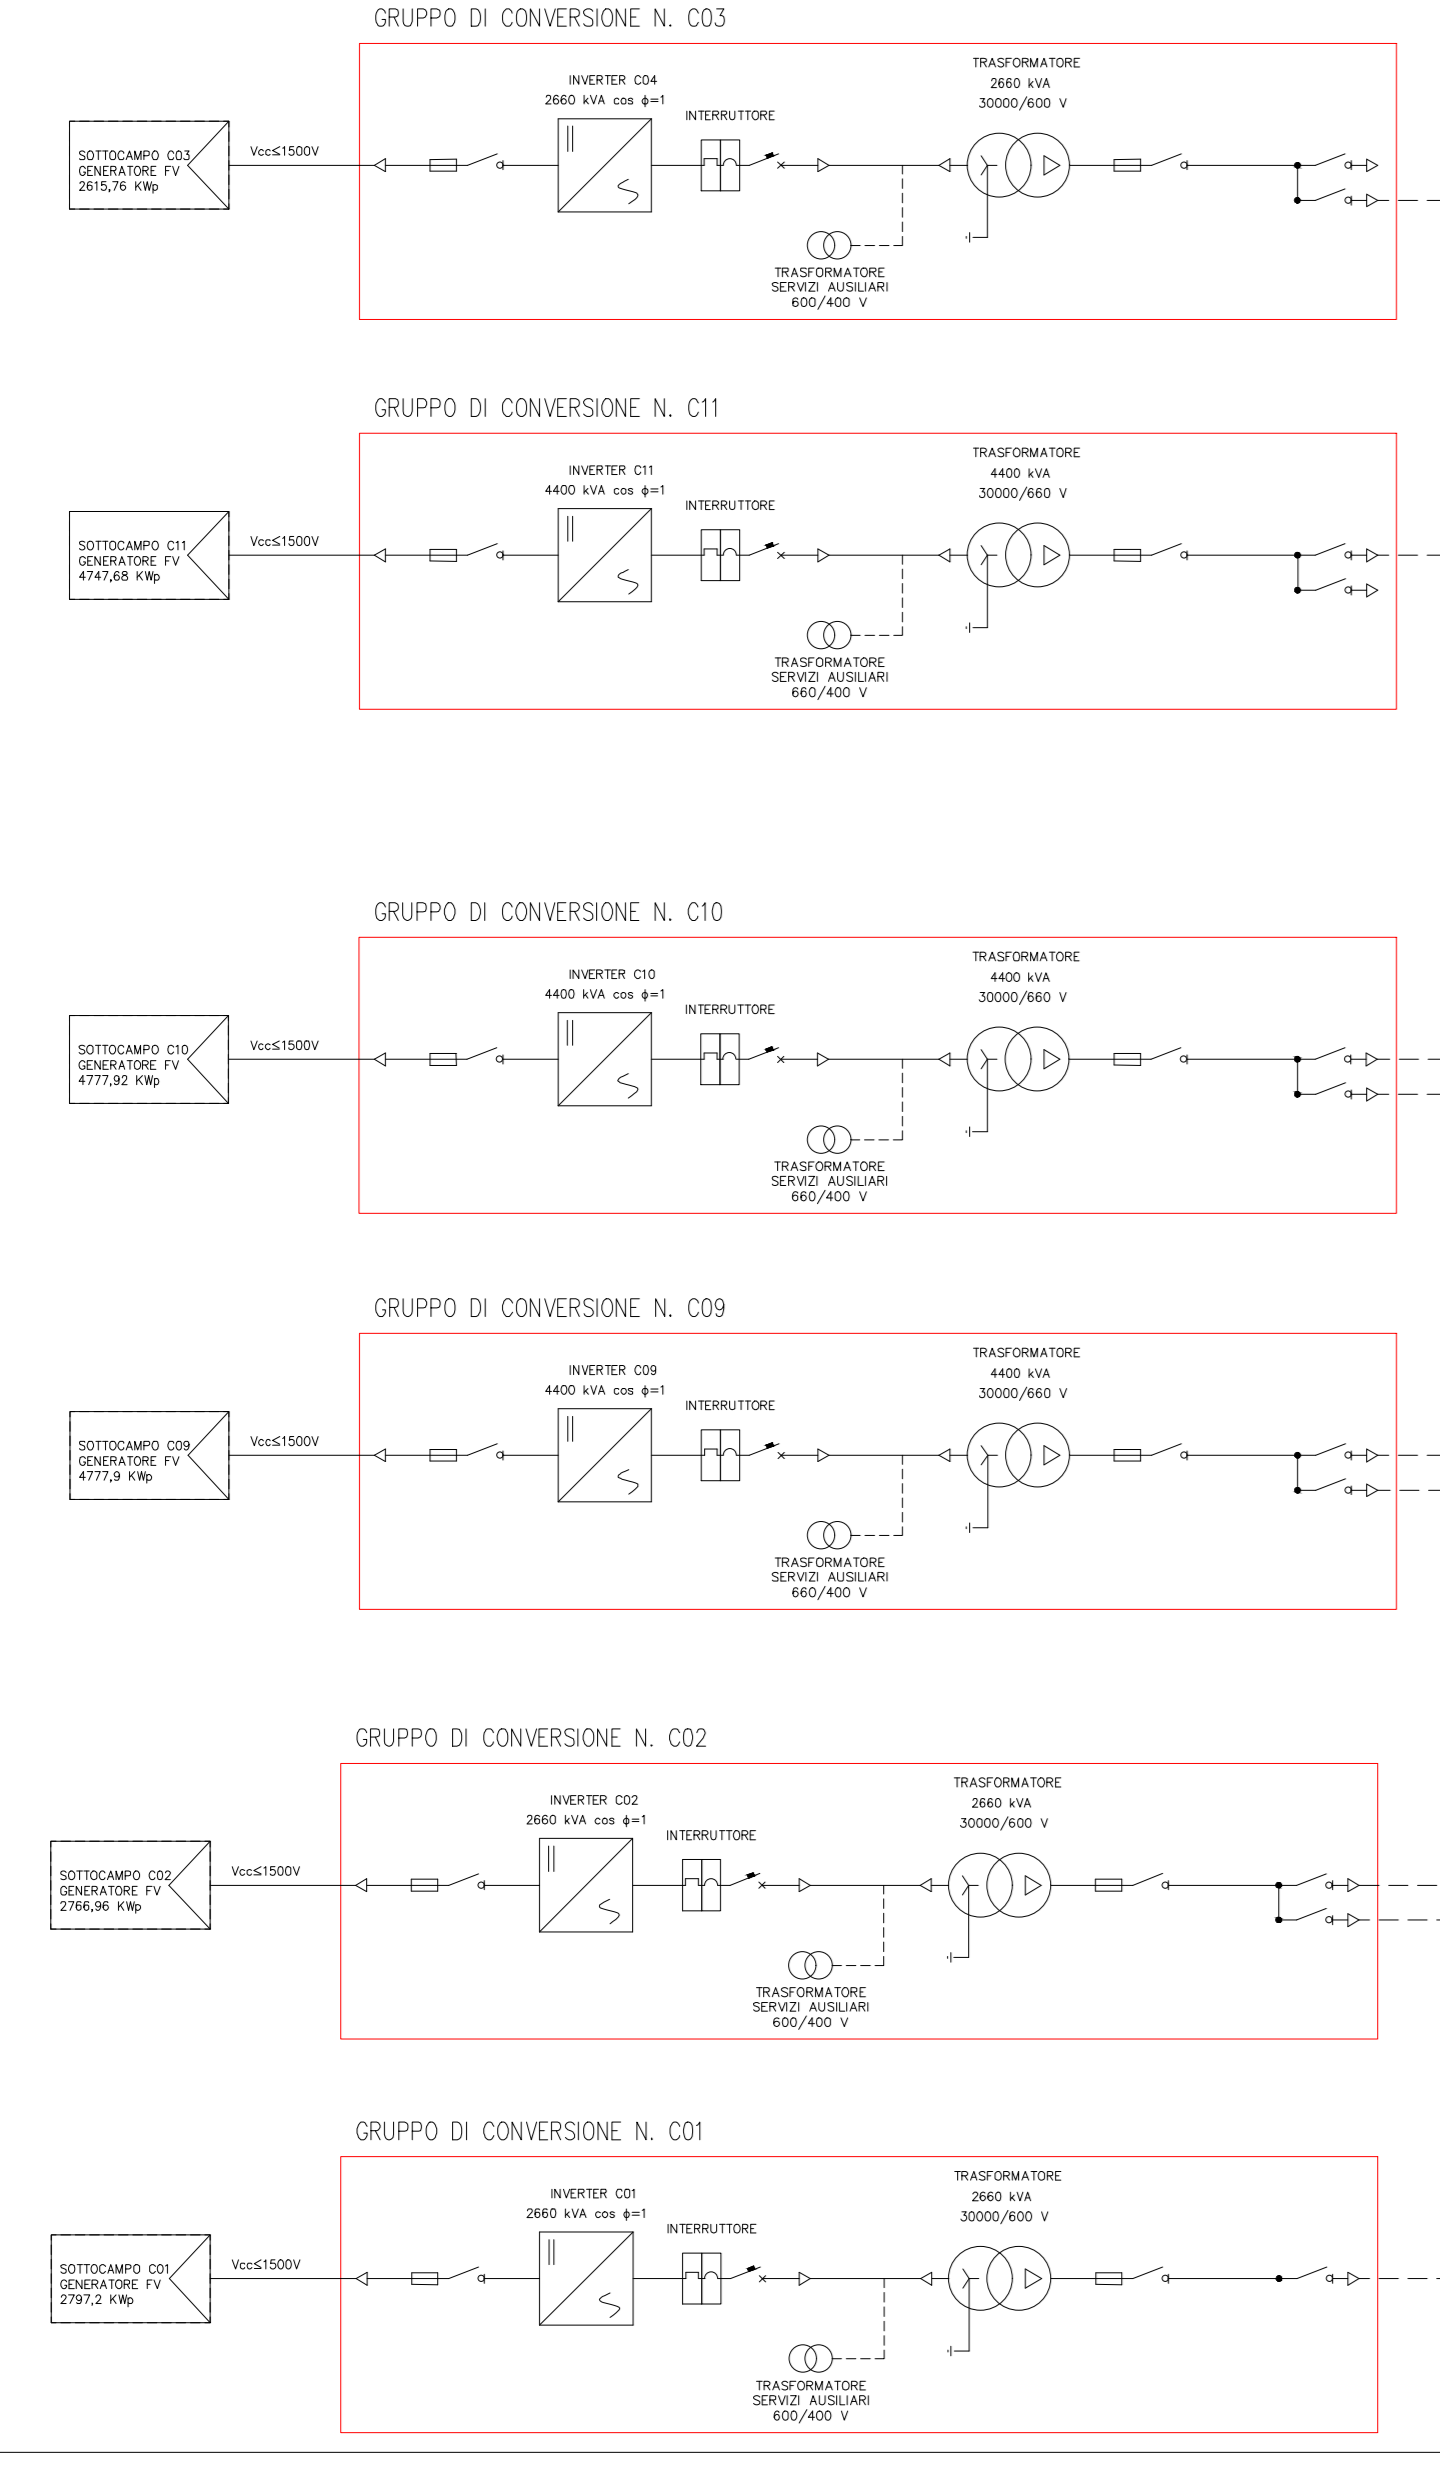 GRUPPO DI CONVERSIONE N. C03
INVERTER C04
2660 kVA cos ϕ=1
INTERRUTTORE
TRASFORMATORE
2660 kVA
30000/600 V
SOTTOCAMPO C03
GENERATORE FV
2615,76 KWp
Vcc≤1500V
TRASFORMATORE
SERVIZI AUSILIARI
600/400 V
GRUPPO DI CONVERSIONE N. C11
INVERTER C11
4400 kVA cos ϕ=1
INTERRUTTORE
TRASFORMATORE
4400 kVA
30000/660 V
SOTTOCAMPO C11
GENERATORE FV
4747,68 KWp
Vcc≤1500V
TRASFORMATORE
SERVIZI AUSILIARI
660/400 V
GRUPPO DI CONVERSIONE N. C10
INVERTER C10
4400 kVA cos ϕ=1
INTERRUTTORE
TRASFORMATORE
4400 kVA
30000/660 V
SOTTOCAMPO C10
GENERATORE FV
4777,92 KWp
Vcc≤1500V
TRASFORMATORE
SERVIZI AUSILIARI
660/400 V
GRUPPO DI CONVERSIONE N. C09
INVERTER C09
4400 kVA cos ϕ=1
INTERRUTTORE
TRASFORMATORE
4400 kVA
30000/660 V
SOTTOCAMPO C09
GENERATORE FV
4777,9 KWp
Vcc≤1500V
TRASFORMATORE
SERVIZI AUSILIARI
660/400 V
GRUPPO DI CONVERSIONE N. C02
INVERTER C02
2660 kVA cos ϕ=1
INTERRUTTORE
TRASFORMATORE
2660 kVA
30000/600 V
SOTTOCAMPO C02
GENERATORE FV
2766,96 KWp
Vcc≤1500V
TRASFORMATORE
SERVIZI AUSILIARI
600/400 V
GRUPPO DI CONVERSIONE N. C01
INVERTER C01
2660 kVA cos ϕ=1
INTERRUTTORE
TRASFORMATORE
2660 kVA
30000/600 V
SOTTOCAMPO C01
GENERATORE FV
2797,2 KWp
Vcc≤1500V
TRASFORMATORE
SERVIZI AUSILIARI
600/400 V